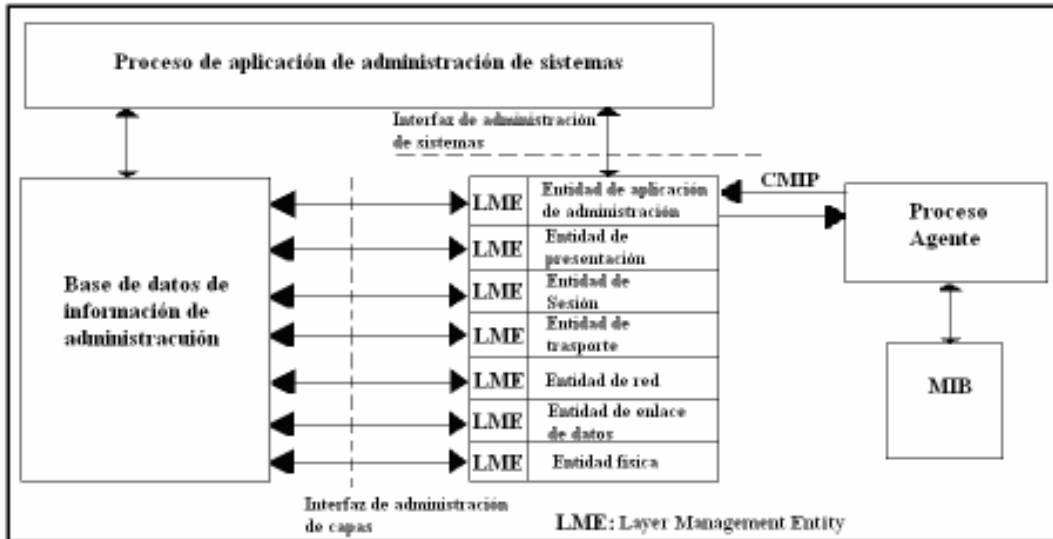 Proceso de aplicación de administración de sistemas
Interfaz de administración
de sistemas
CMIP
LME
Entidad de aplicación
de administración
Proceso
Agente
LME
Entidad de
presentación
Base de datos de
información de
administracuión
LME
Entidad de
Sesión
LME
Entidad de
trasporte
LME
Entidad de red
MIB
LME
Entidad de enlace
de datos
LME
Entidad fisica
Interfaz de administración
de capas
LME: Layer Management Entity